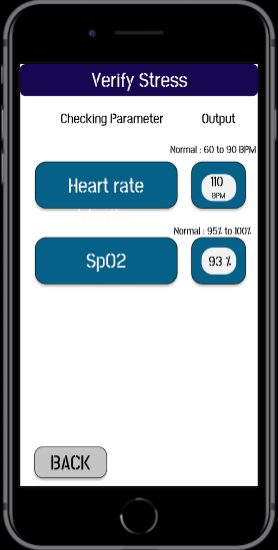 Verify Stress
Checking Parameter Output
Normal : 60 to 90 BPM
Heart rate 110
BPM
Normal : 95% to 100%
SpO2 93 %
BACK